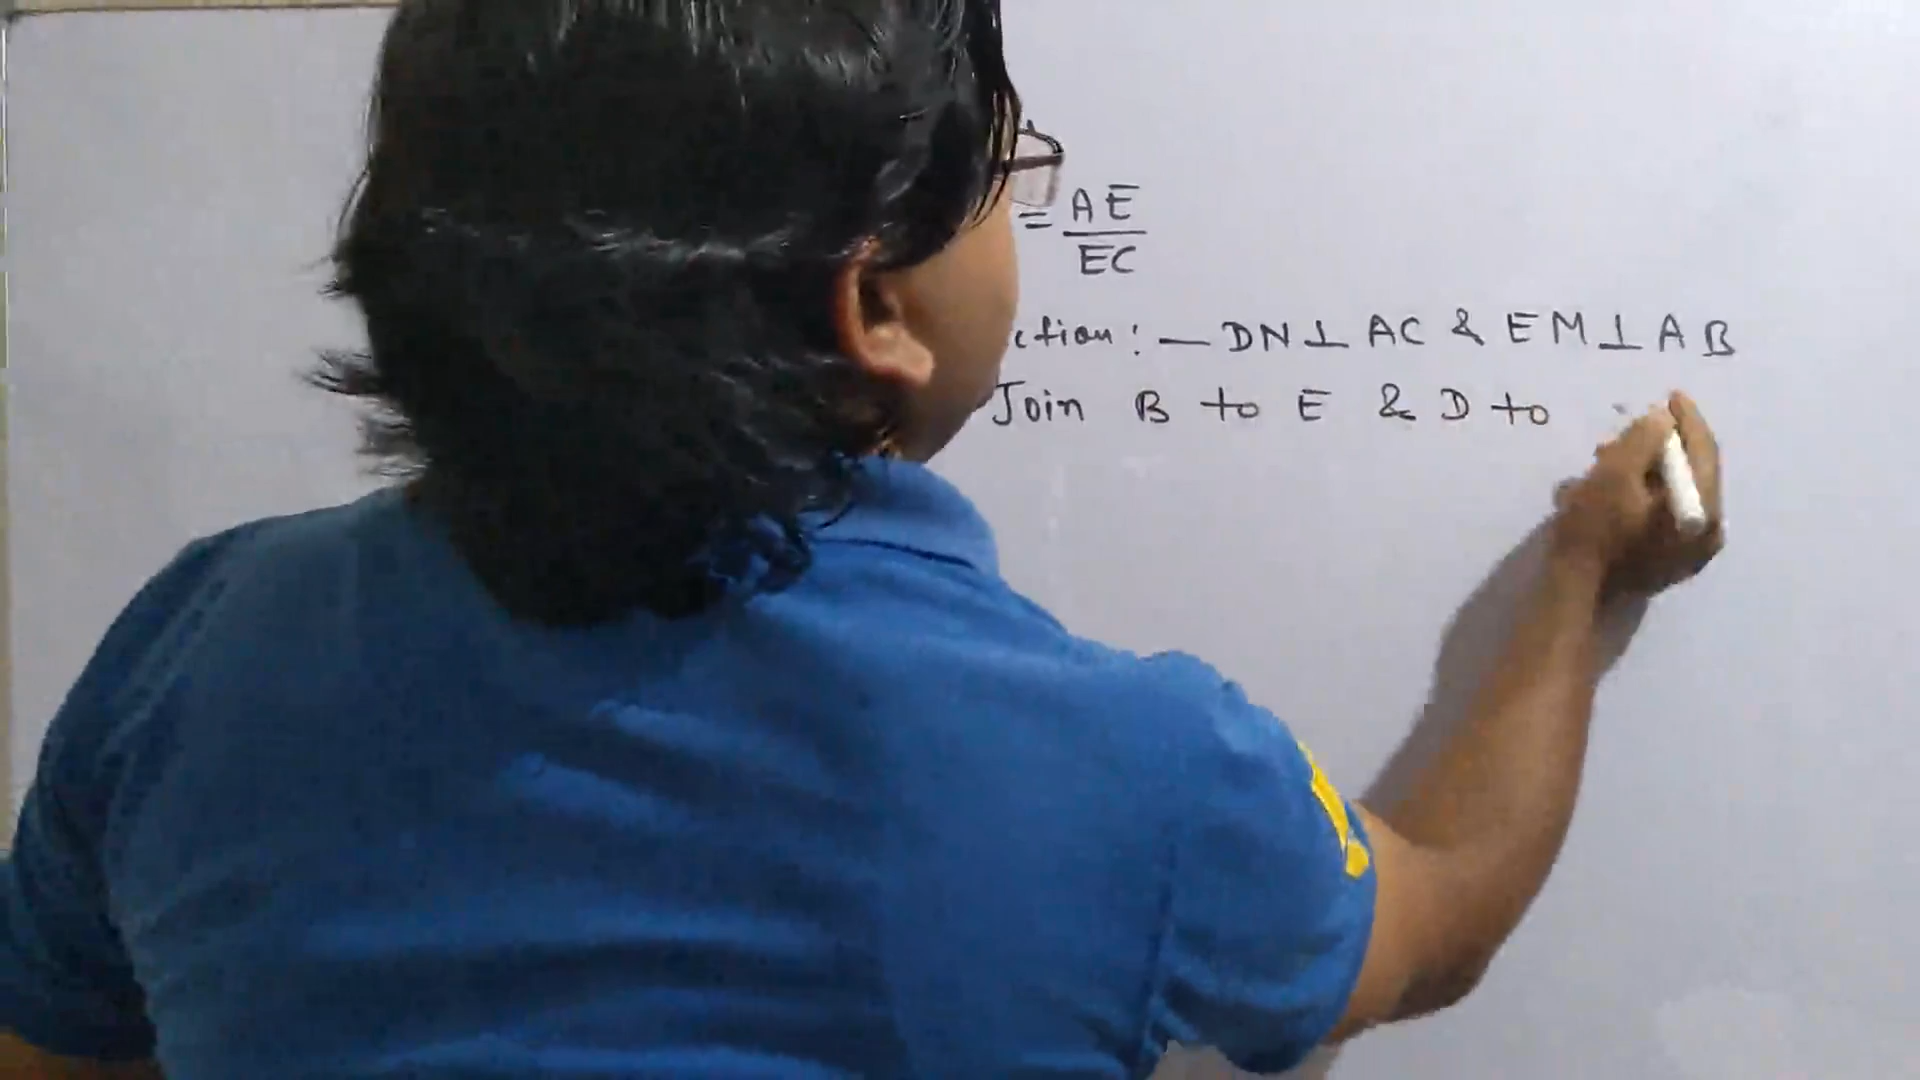 = AE
EC
ction:— DN⊥ AC & EM⊥AB
Join B to E & D to